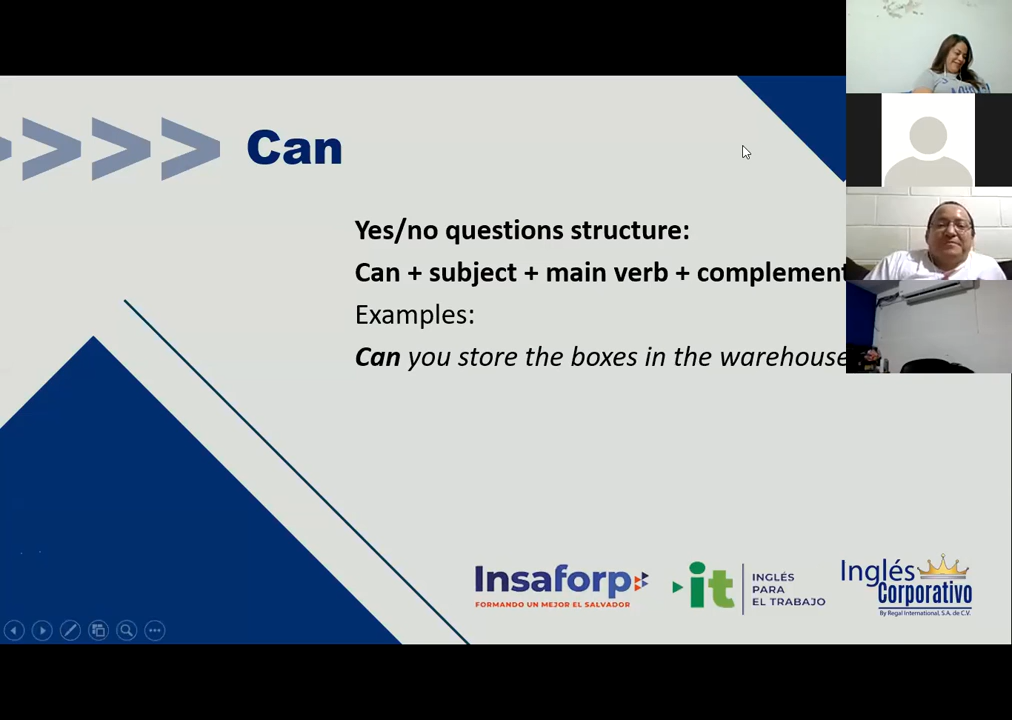 Can
Yes/no questions structure:
Can + subject + main verb + complement
Examples:
Can you store the boxes in the warehouse
Insaforp
FORMANDO UN MEJOR EL SALVADOR
it
INGLÉS
PARA
EL TRABAJO
Inglés
Corporativo
By Regal International, S.A. de C.V.